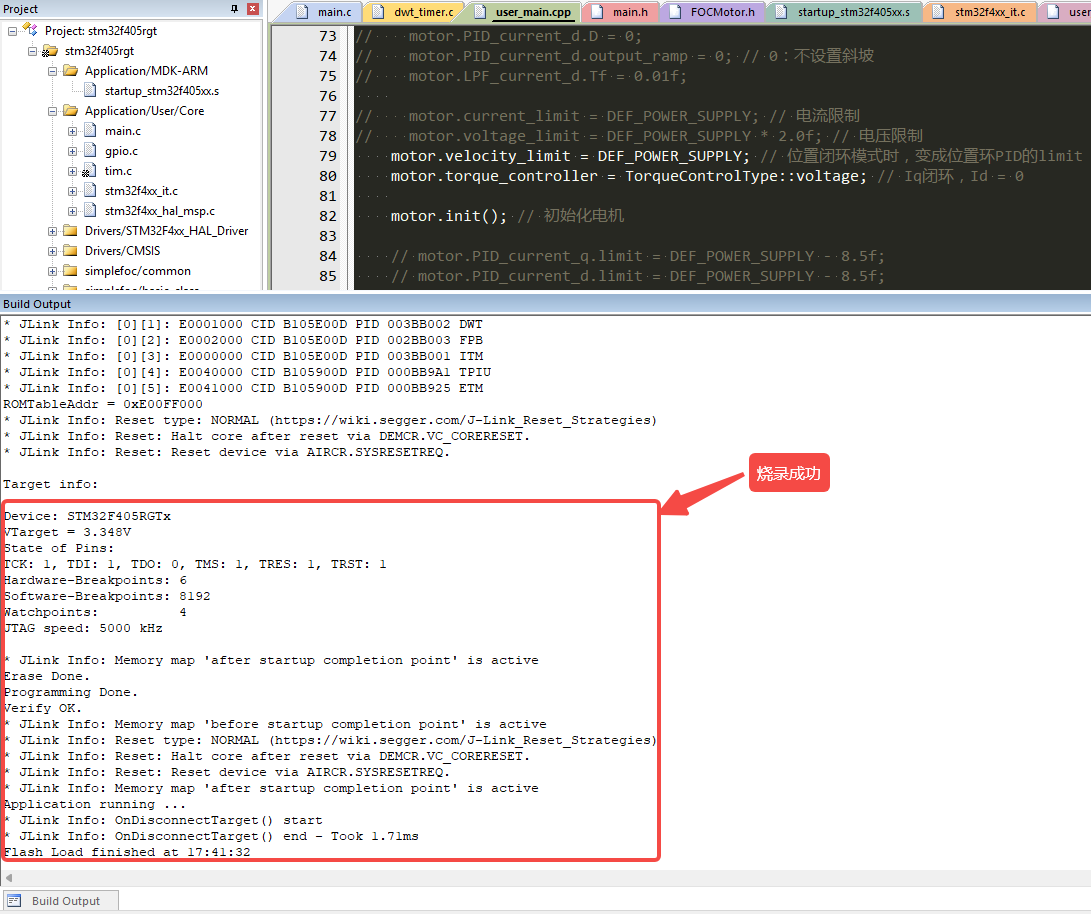 Project
Project: stm32f405rgt
stm32f405rgt
Application/MDK-ARM
startup_stm32f405xx.s
Application/User/Core
main.c
gpio.c
tim.c
stm32f4xx_it.c
stm32f4xx_hal_msp.c
Drivers/STM32F4xx_HAL_Driver
Drivers/CMSIS
simplefoc/common
main.c
dwt_timer.c
user_main.cpp
main.h
FOCMotor.h
startup_stm32f405xx.s
stm32f4xx_it.c
user
73 // motor.PID_current_d.D = 0;
74 // motor.PID_current_d.output_ramp = 0; // 0：不设置斜坡
75 // motor.LPF_current_d.Tf = 0.01f;
76
77 // motor.current_limit = DEF_POWER_SUPPLY; // 电流限制
78 // motor.voltage_limit = DEF_POWER_SUPPLY * 2.0f; // 电压限制
79 motor.velocity_limit = DEF_POWER_SUPPLY; // 位置闭环模式时，变成位置环PID的limit
80 motor.torque_controller = TorqueControlType::voltage; // Iq闭环，Id = 0
81
82 motor.init(); // 初始化电机
83
84 // motor.PID_current_q.limit = DEF_POWER_SUPPLY - 8.5f;
85 // motor.PID_current_d.limit = DEF_POWER_SUPPLY - 8.5f;
Build Output
* JLink Info: [0][1]: E0001000 CID B105E00D PID 003BB002 DWT
* JLink Info: [0][2]: E0002000 CID B105E00D PID 002BB003 FPB
* JLink Info: [0][3]: E0000000 CID B105E00D PID 003BB001 ITM
* JLink Info: [0][4]: E0040000 CID B105900D PID 000BB9A1 TPIU
* JLink Info: [0][5]: E0041000 CID B105900D PID 000BB925 ETM
ROMTableAddr = 0xE00FF000
* JLink Info: Reset type: NORMAL (https://wiki.segger.com/J-Link_Reset_Strategies)
* JLink Info: Reset: Halt core after reset via DEMCR.VC_CORERESET.
* JLink Info: Reset: Reset device via AIRCR.SYSRESETREQ.
Target info:
烧录成功
Device: STM32F405RGTx
VTarget = 3.348V
State of Pins:
TCK: 1, TDI: 1, TDO: 0, TMS: 1, TRES: 1, TRST: 1
Hardware-Breakpoints: 6
Software-Breakpoints: 8192
Watchpoints: 4
JTAG speed: 5000 kHz
* JLink Info: Memory map 'after startup completion point' is active
Erase Done.
Programming Done.
Verify OK.
* JLink Info: Memory map 'before startup completion point' is active
* JLink Info: Reset type: NORMAL (https://wiki.segger.com/J-Link_Reset_Strategies)
* JLink Info: Reset: Halt core after reset via DEMCR.VC_CORERESET.
* JLink Info: Reset: Reset device via AIRCR.SYSRESETREQ.
* JLink Info: Memory map 'after startup completion point' is active
Application running ...
* JLink Info: OnDisconnectTarget() start
* JLink Info: OnDisconnectTarget() end - Took 1.71ms
Flash Load finished at 17:41:32
Build Output